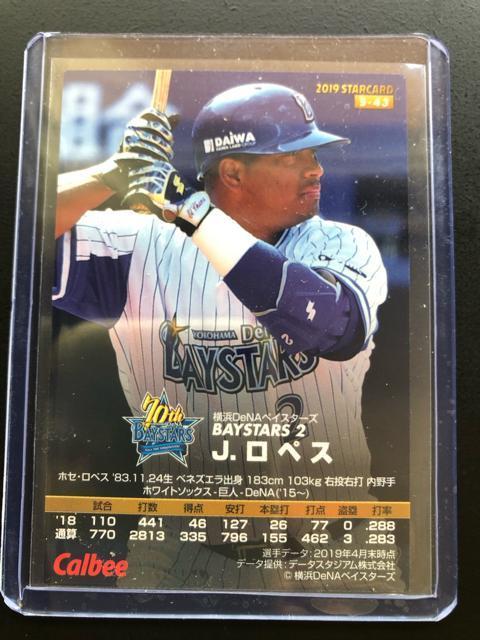 2019 STARCARD
S-43
DAIWA
YOKOHAMA DeNA
BAYSTARS
2
70th
BAYSTARS
横浜DeNAベイスターズ
BAYSTARS 2
J.ロペス
ホセ・ロペス '83.11.24生 ベネズエラ出身 183cm 103kg 右投右打 内野手
ホワイトソックス-巨人-DeNA('15〜)
試合 打数 得点 安打 本塁打 打点 盗塁 打率
'18 110 441 46 127 26 77 0 .288
通算 770 2813 335 796 155 462 3 .283
選手データ:2019年4月末時点
Calbee
データ提供:データスタジアム株式会社
© 横浜DeNAベイスターズ